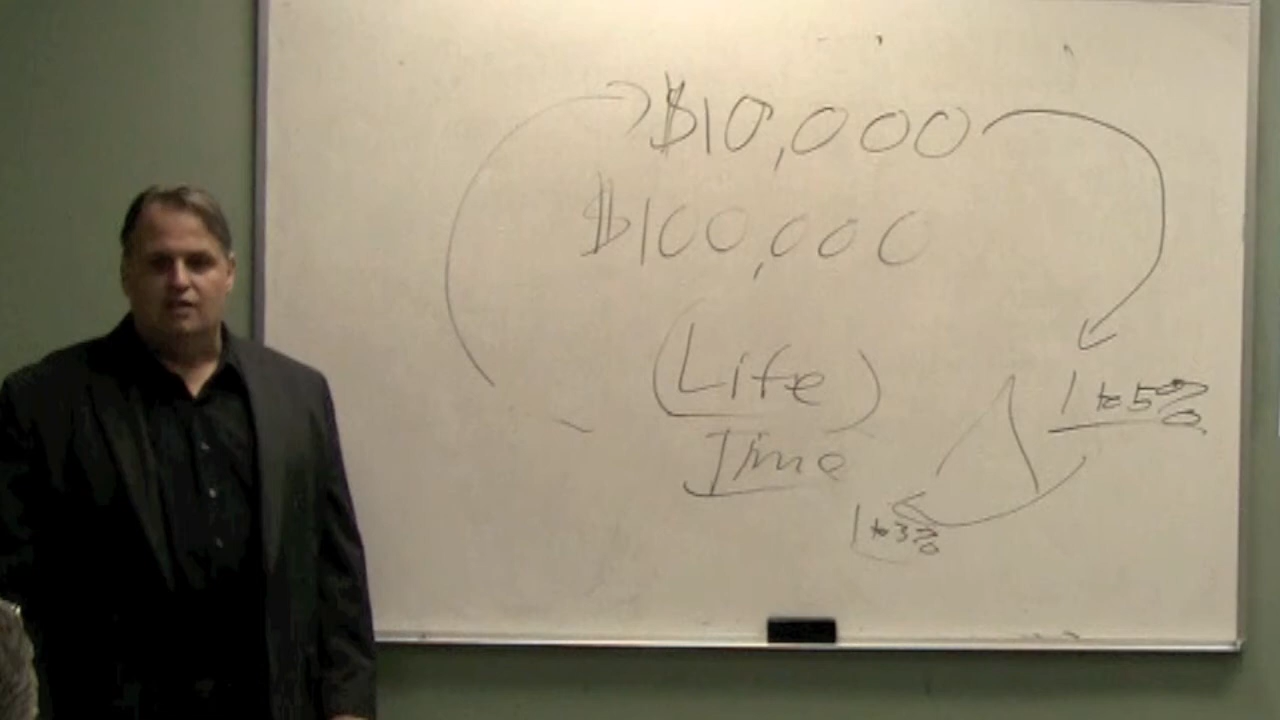 $10,000
$100,000
(Life)
Time
1 to 5%
1 to 3%